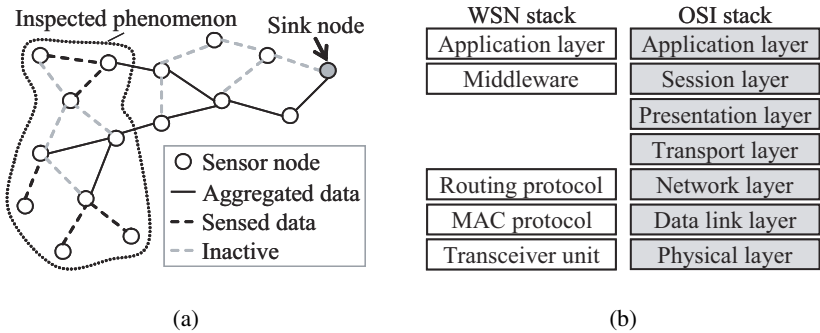 Inspected phenomenon
Sink node
Sensor node
Aggregated data
Sensed data
Inactive
(a)
WSN stack
OSI stack
Application layer
Application layer
Middleware
Session layer
Presentation layer
Transport layer
Routing protocol
Network layer
MAC protocol
Data link layer
Transceiver unit
Physical layer
(b)